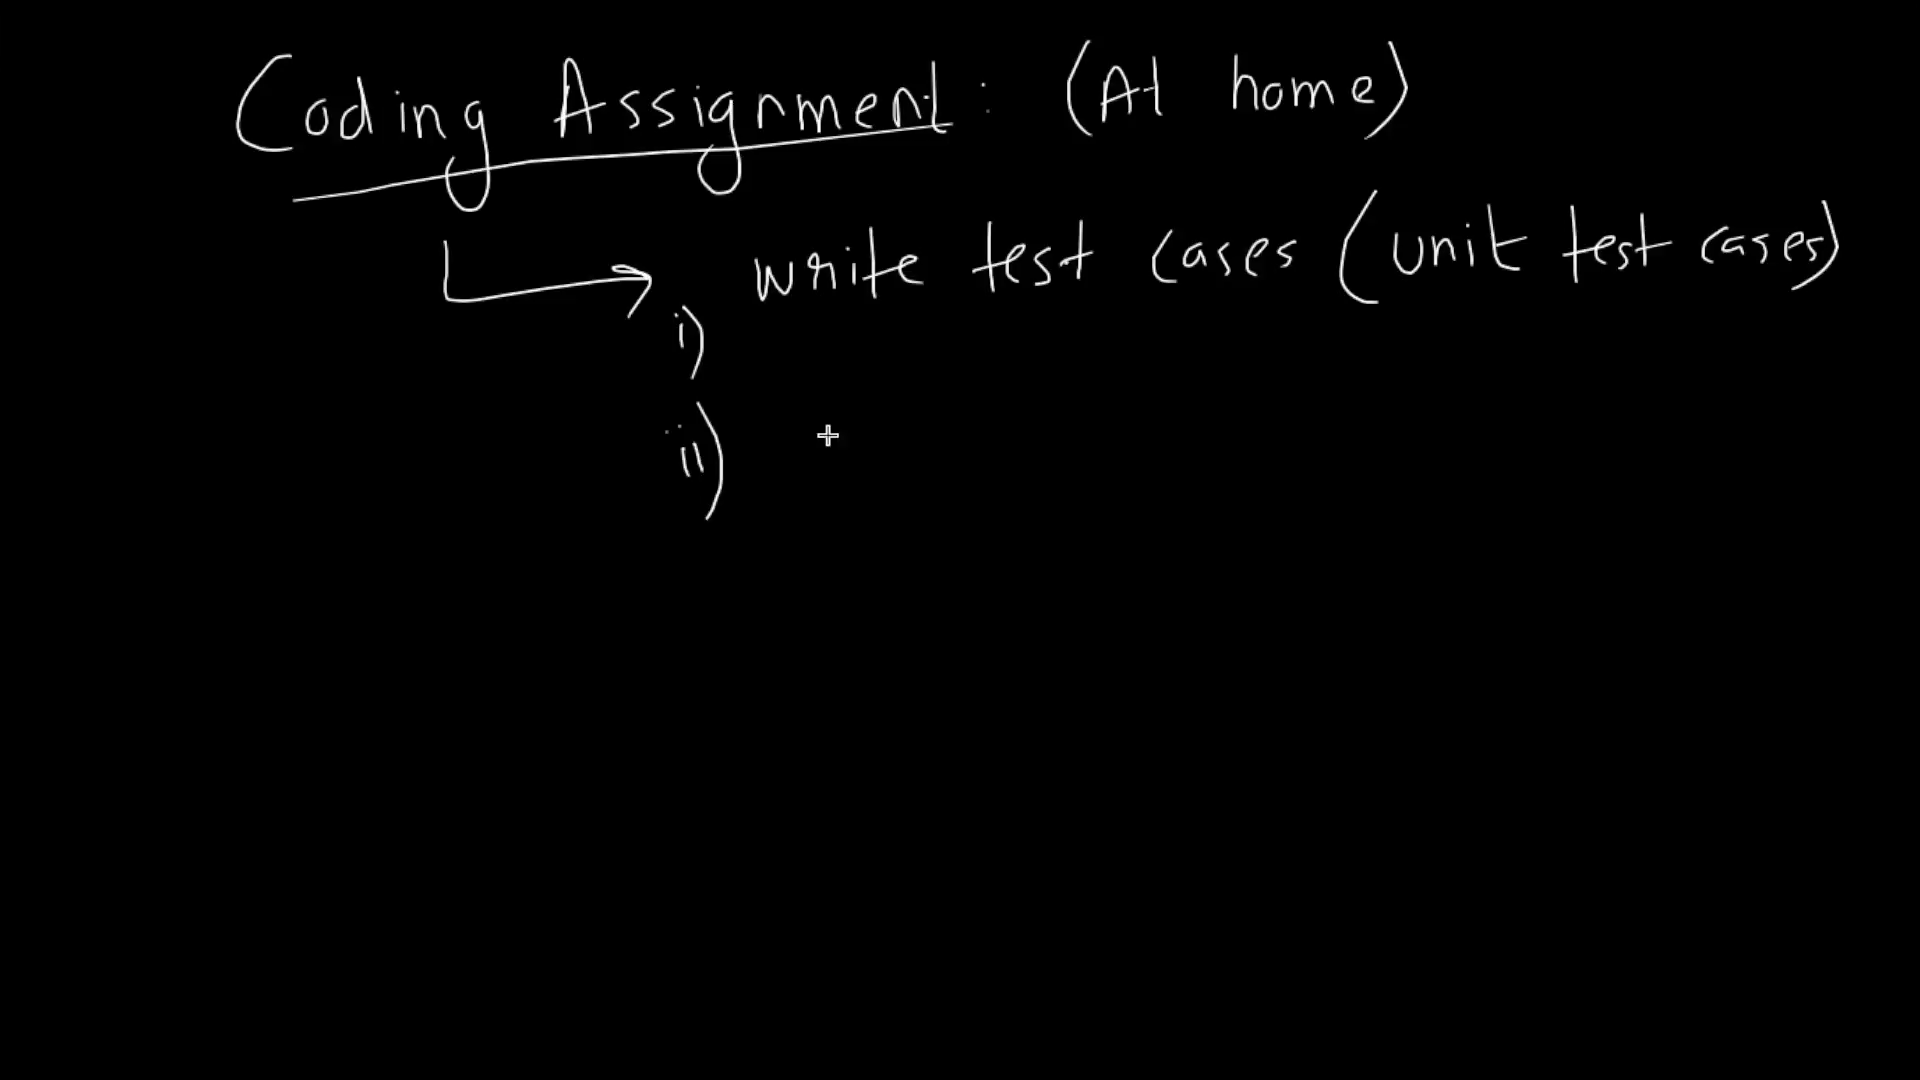 Coding Assignment: (At home)
write test cases (unit test cases)
i)
ii)